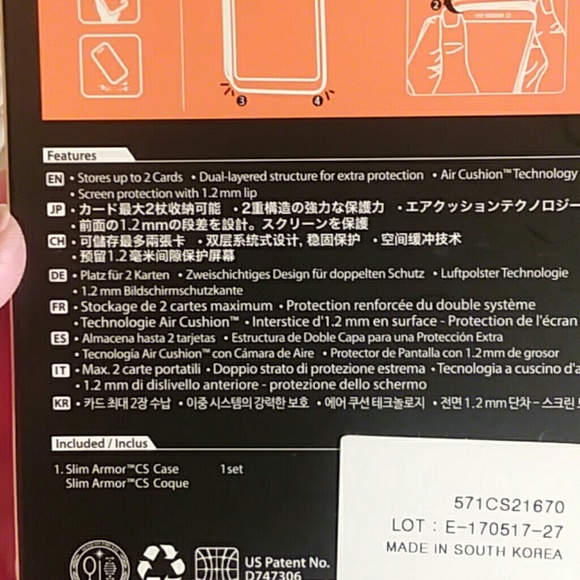 2
3
4
Features
EN • Stores up to 2 Cards • Dual-layered structure for extra protection • Air Cushion™ Technology
• Screen protection with 1.2 mm lip
JP • カード最大2杖收納可能 • 2重構造の強力な保護力 • エアクッションテクノロジー
• 前面の1.2mmの段差を設計。スクリーンを保護
CH • 可儲存最多兩張卡 • 双层系统式设计, 稳固保护 • 空间缓冲技术
• 预留1.2毫米间隙保护屏幕
DE • Platz für 2 Karten • Zweischichtiges Design für doppelten Schutz • Luftpolster Technologie
• 1.2 mm Bildschirmschutzkante
FR • Stockage de 2 cartes maximum • Protection renforcée du double système
• Technologie Air Cushion™ • Interstice d'1.2 mm en surface - Protection de l'écran
ES • Almacena hasta 2 tarjetas • Estructura de Doble Capa para una Protección Extra
• Tecnología Air Cushion™ con Cámara de Aire • Protector de Pantalla con 1.2 mm de grosor
IT • Max. 2 carte portatili • Doppio strato di protezione estrema • Tecnologia a cuscino d'a
• 1.2 mm di dislivello anteriore - protezione dello schermo
KR • 카드 최대 2장 수납 • 이중 시스템의 강력한 보호 • 에어 쿠션 테크놀로지 • 전면 1.2 mm 단차 - 스크린
Included / Inclus
1. Slim Armor™CS Case 1 set
Slim Armor™CS Coque
571CS21670
LOT : E-170517-27
MADE IN SOUTH KOREA
US Patent No.
D747306